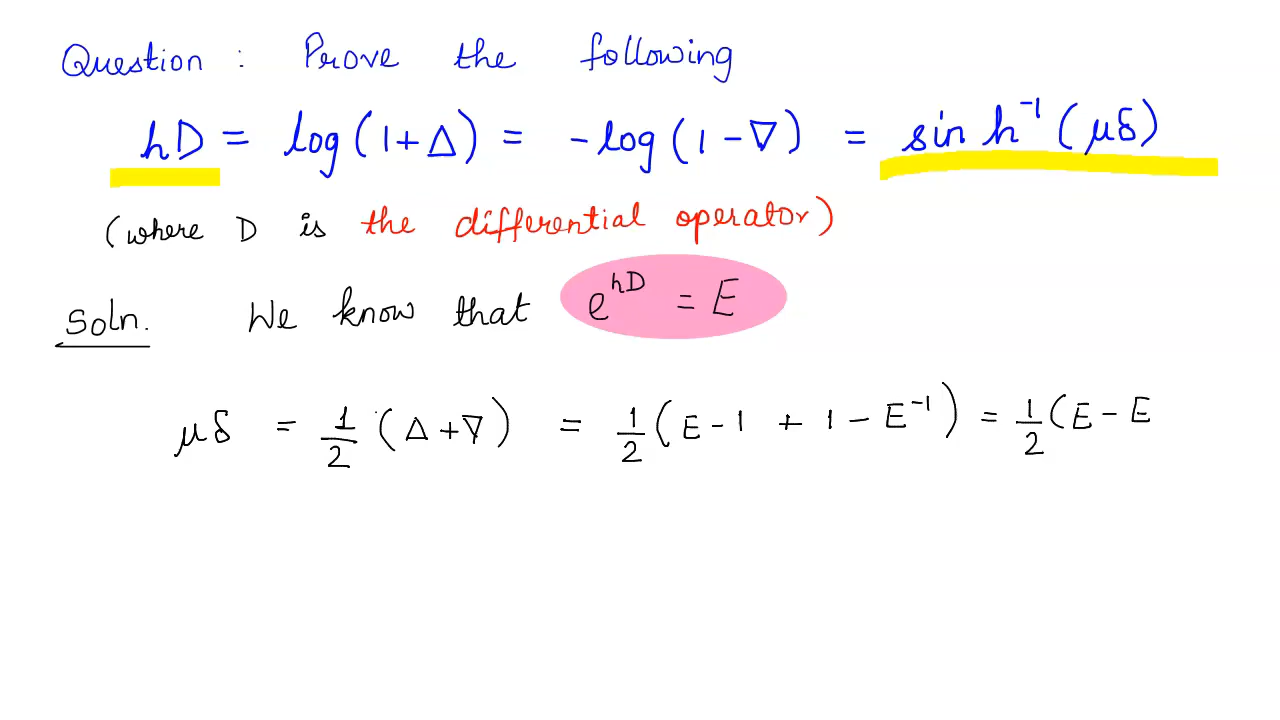 Question : Prove the following
hD = log(1+Δ) = -log(1-∇) = sin h⁻¹(μδ)
(where D is the differential operator)
Soln. We know that e^hD = E
μδ = 1/2 (Δ+∇) = 1/2 (E-1 + 1-E⁻¹) = 1/2 (E-E